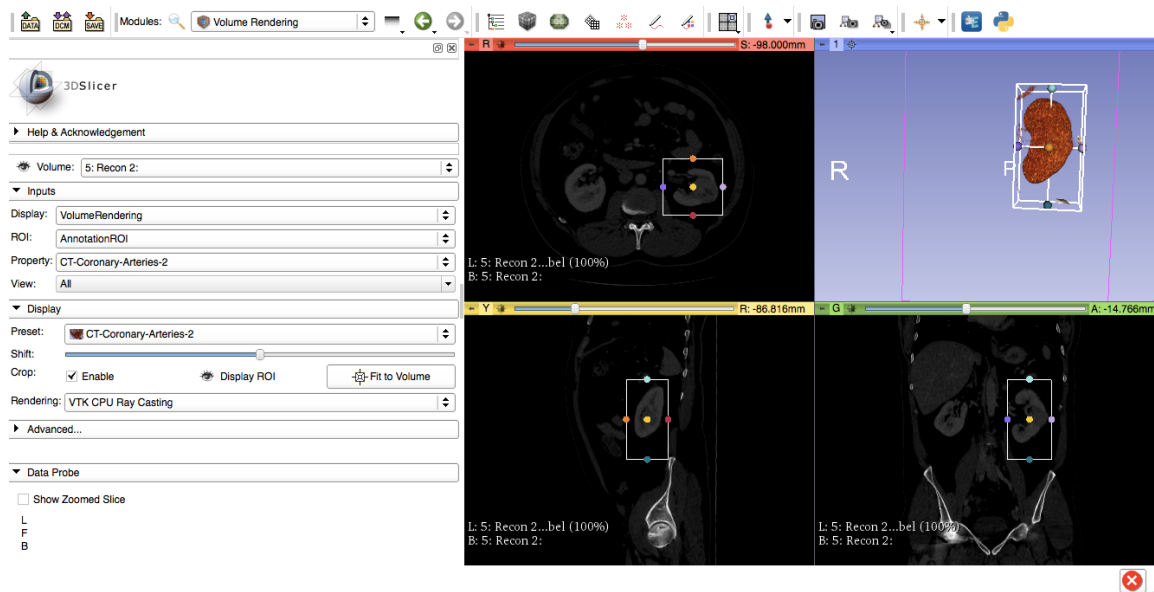 DATA DCM SAVE Modules: Volume Rendering
3DSlicer
Help & Acknowledgement
Volume: 5: Recon 2:
Inputs
Display: VolumeRendering
ROI: AnnotationROI
Property: CT-Coronary-Arteries-2
View: All
Display
Preset: CT-Coronary-Arteries-2
Shift:
Crop: Enable Display ROI Fit to Volume
Rendering: VTK CPU Ray Casting
Advanced...
Data Probe
Show Zoomed Slice
L
F
B
R S: -98.000mm
L: 5: Recon 2...bel (100%)
B: 5: Recon 2:
1
R
P
Y R: -86.816mm
L: 5: Recon 2...bel (100%)
B: 5: Recon 2:
G A: -14.766mm
L: 5: Recon 2...bel (100%)
B: 5: Recon 2: